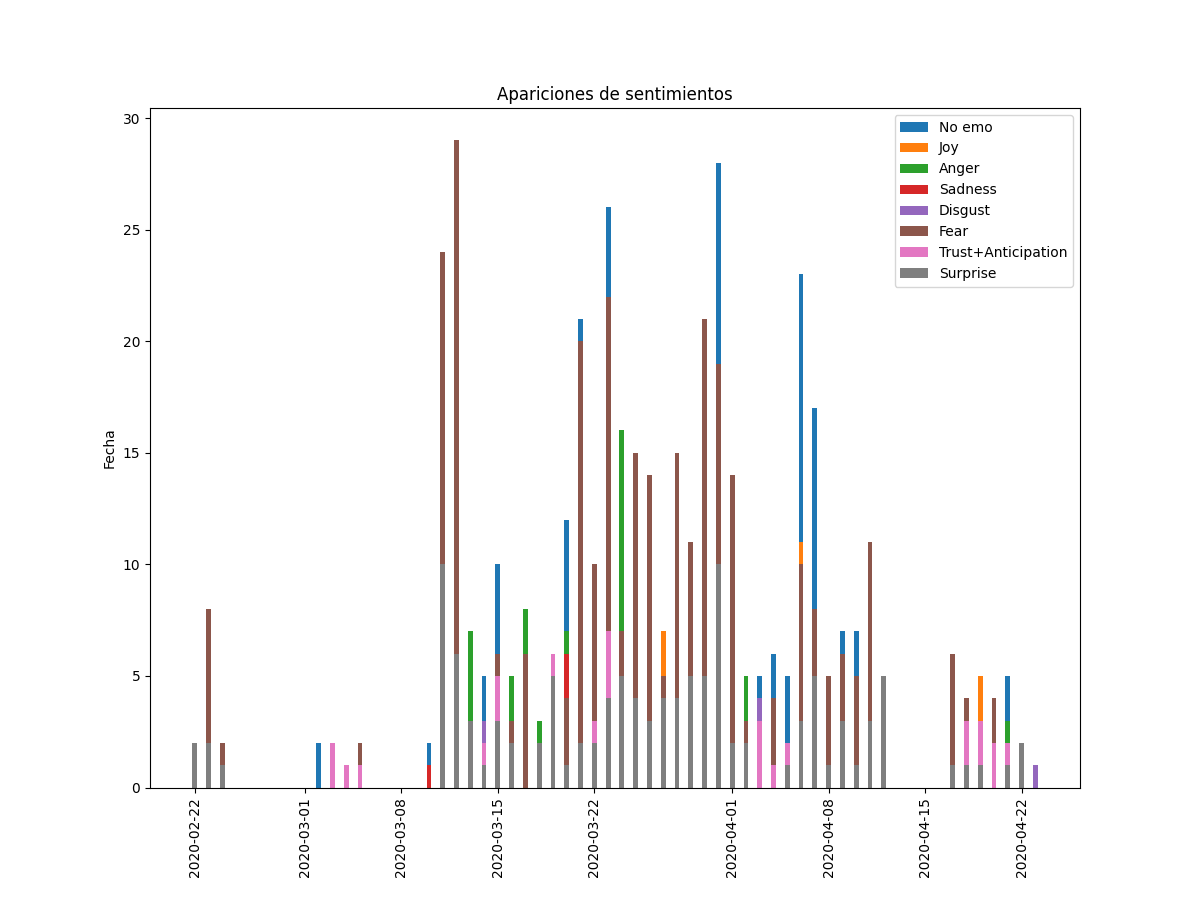 Apariciones de sentimientos
No emo
Joy
Anger
Sadness
Disgust
Fear
Trust+Anticipation
Surprise
Fecha
30
25
20
15
10
5
0
2020-02-22
2020-03-01
2020-03-08
2020-03-15
2020-03-22
2020-04-01
2020-04-08
2020-04-15
2020-04-22